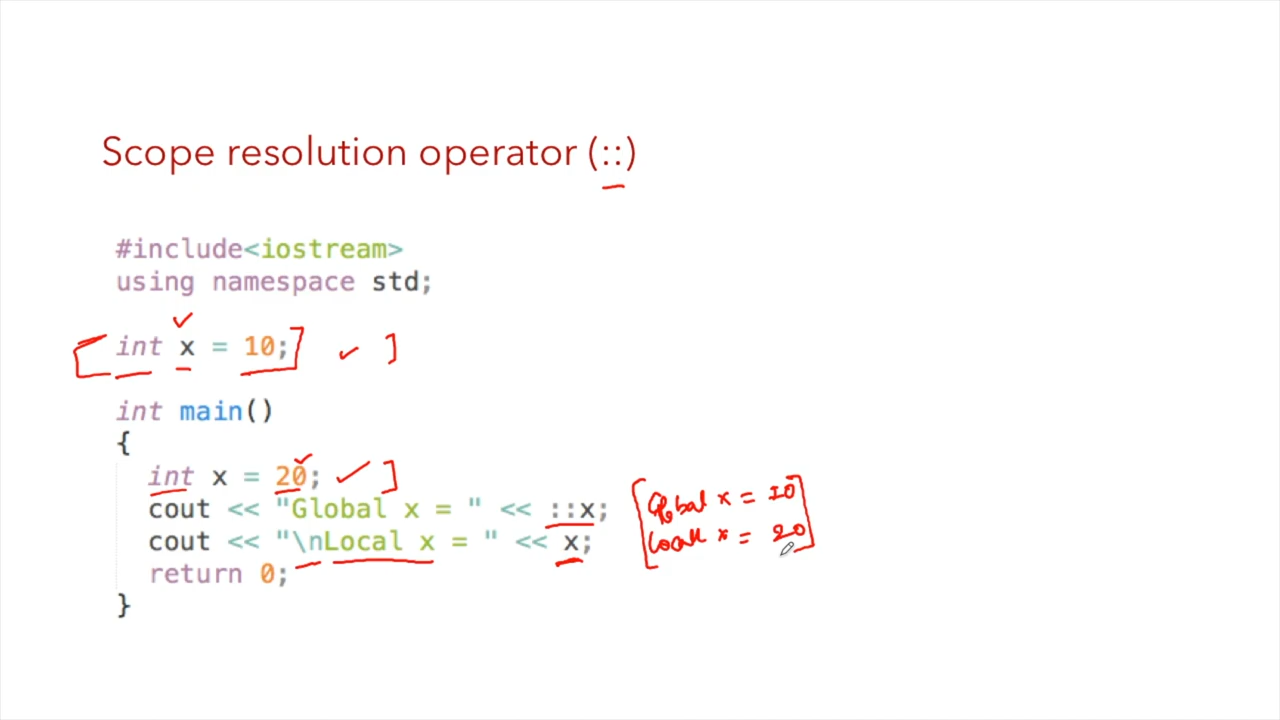 Scope resolution operator (::)
#include<iostream>
using namespace std;
int x = 10;
int main()
{
int x = 20;
cout << "Global x = " << ::x;
cout << "\nLocal x = " << x;
return 0;
}
Global x = 10
Local x = 20